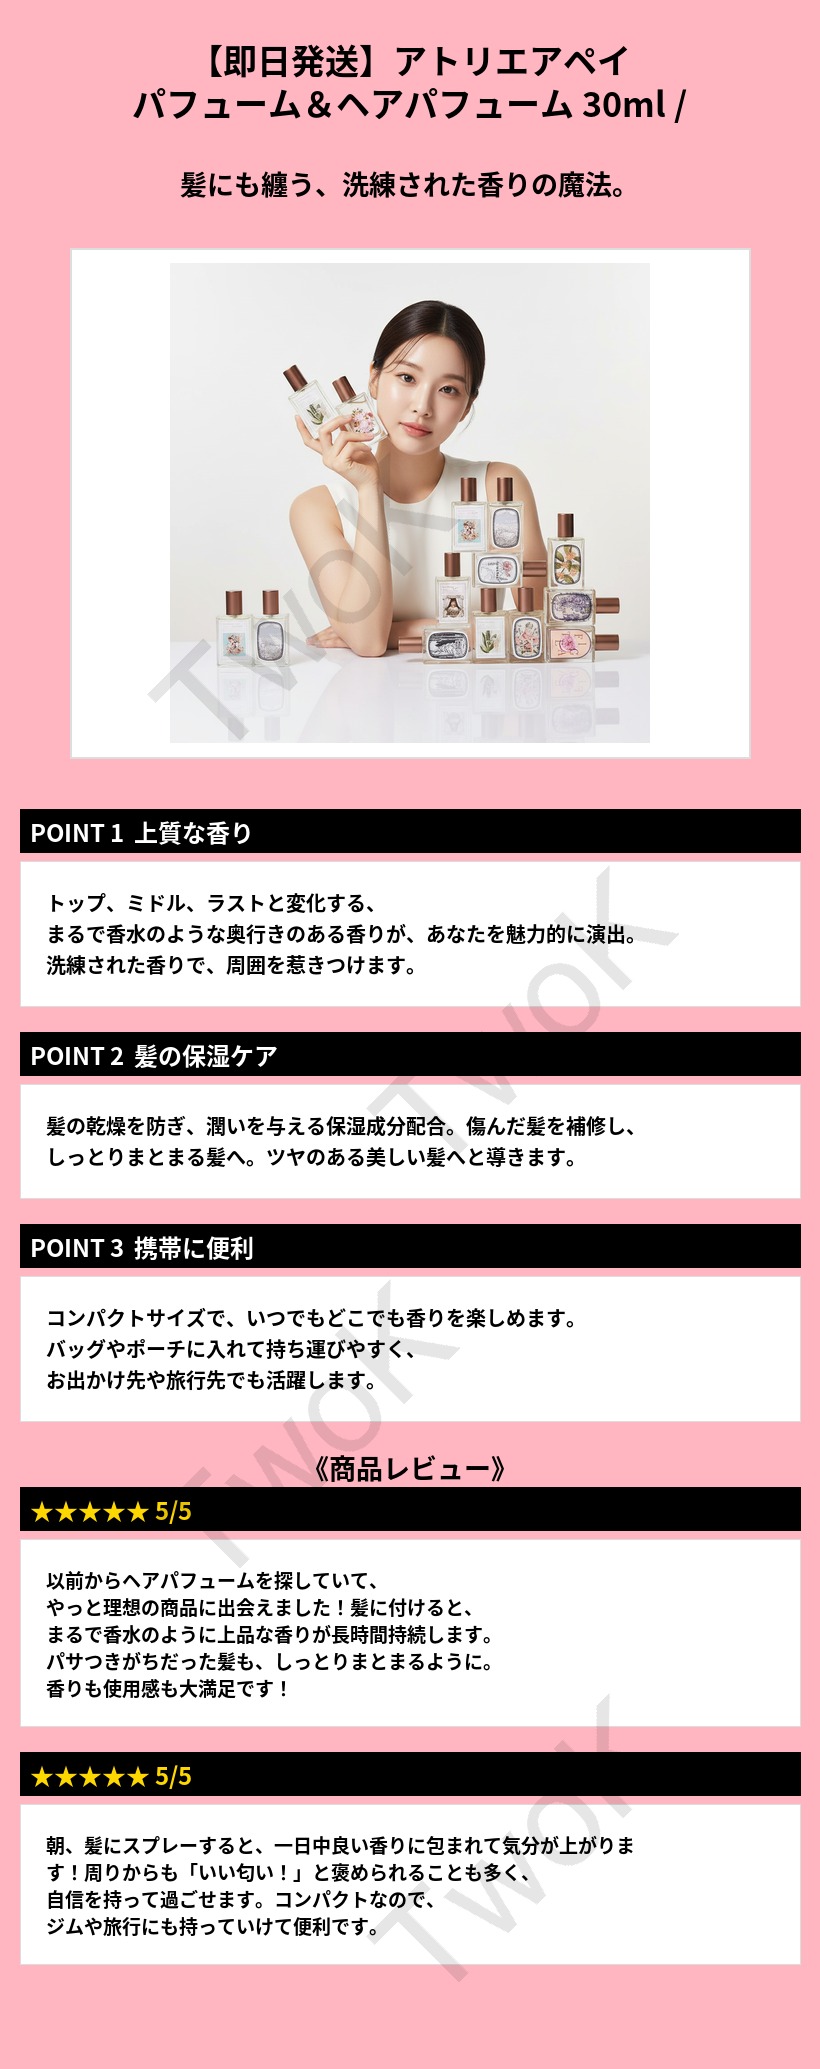 【即日発送】アトリエアペイ
パフューム＆ヘアパフューム 30ml /
髪にも纏う、洗練された香りの魔法。
TwoK
POINT 1 上質な香り
トップ、ミドル、ラストと変化する、
まるで香水のような奥行きのある香りが、あなたを魅力的に演出。
洗練された香りで、周囲を惹きつけます。
TwoK
POINT 2 髪の保湿ケア
髪の乾燥を防ぎ、潤いを与える保湿成分配合。傷んだ髪を補修し、
しっとりまとまる髪へ。ツヤのある美しい髪へと導きます。
POINT 3 携帯に便利
コンパクトサイズで、いつでもどこでも香りを楽しめます。
バッグやポーチに入れて持ち運びやすく、
お出かけ先や旅行先でも活躍します。
TwoK
《商品レビュー》
★★★★★ 5/5
以前からヘアパフュームを探していて、
やっと理想の商品に出会えました！髪に付けると、
まるで香水のように上品な香りが長時間持続します。
パサつきがちだった髪も、しっとりまとまるように。
香りも使用感も大満足です！
★★★★★ 5/5
朝、髪にスプレーすると、一日中良い香りに包まれて気分が上がりま
す！周りからも「いい匂い！」と褒められることも多く、
自信を持って過ごせます。コンパクトなので、
ジムや旅行にも持っていけて便利です。
TwoK